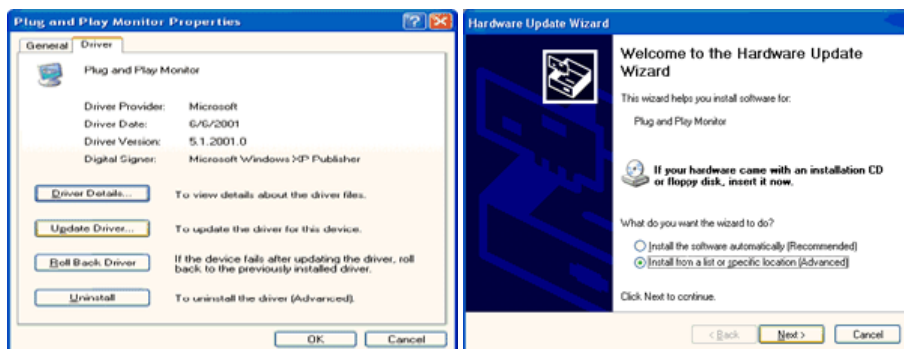 Plug and Play Monitor Properties
General Driver
Plug and Play Monitor
Driver Provider: Microsoft
Driver Date: 6/6/2001
Driver Version: 5.1.2001.0
Digital Signer: Microsoft Windows XP Publisher
Driver Details... To view details about the driver files.
Update Driver... To update the driver for this device.
Roll Back Driver If the device fails after updating the driver, roll
back to the previously installed driver.
Uninstall To uninstall the driver (Advanced).
OK Cancel
Hardware Update Wizard
Welcome to the Hardware Update
Wizard
This wizard helps you install software for:
Plug and Play Monitor
If your hardware came with an installation CD
or floppy disk, insert it now.
What do you want the wizard to do?
Install the software automatically (Recommended)
Install from a list or specific location (Advanced)
Click Next to continue.
< Back Next > Cancel